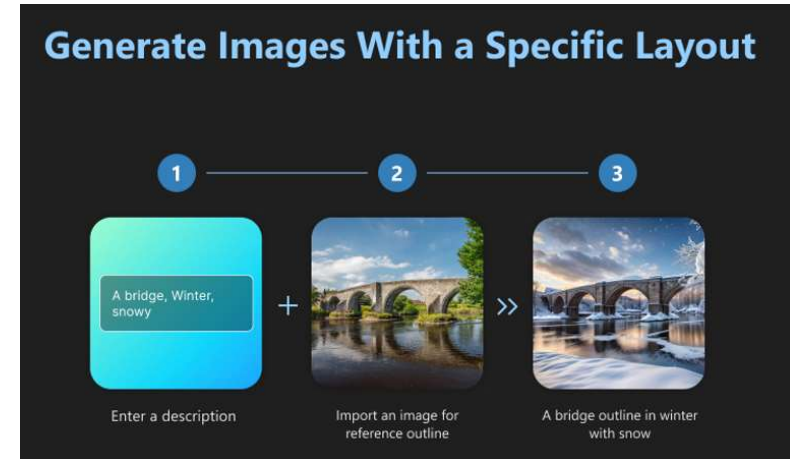 Generate Images With a Specific Layout
1
2
3
A bridge, Winter,
snowy
+
»
Enter a description
Import an image for
reference outline
A bridge outline in winter
with snow